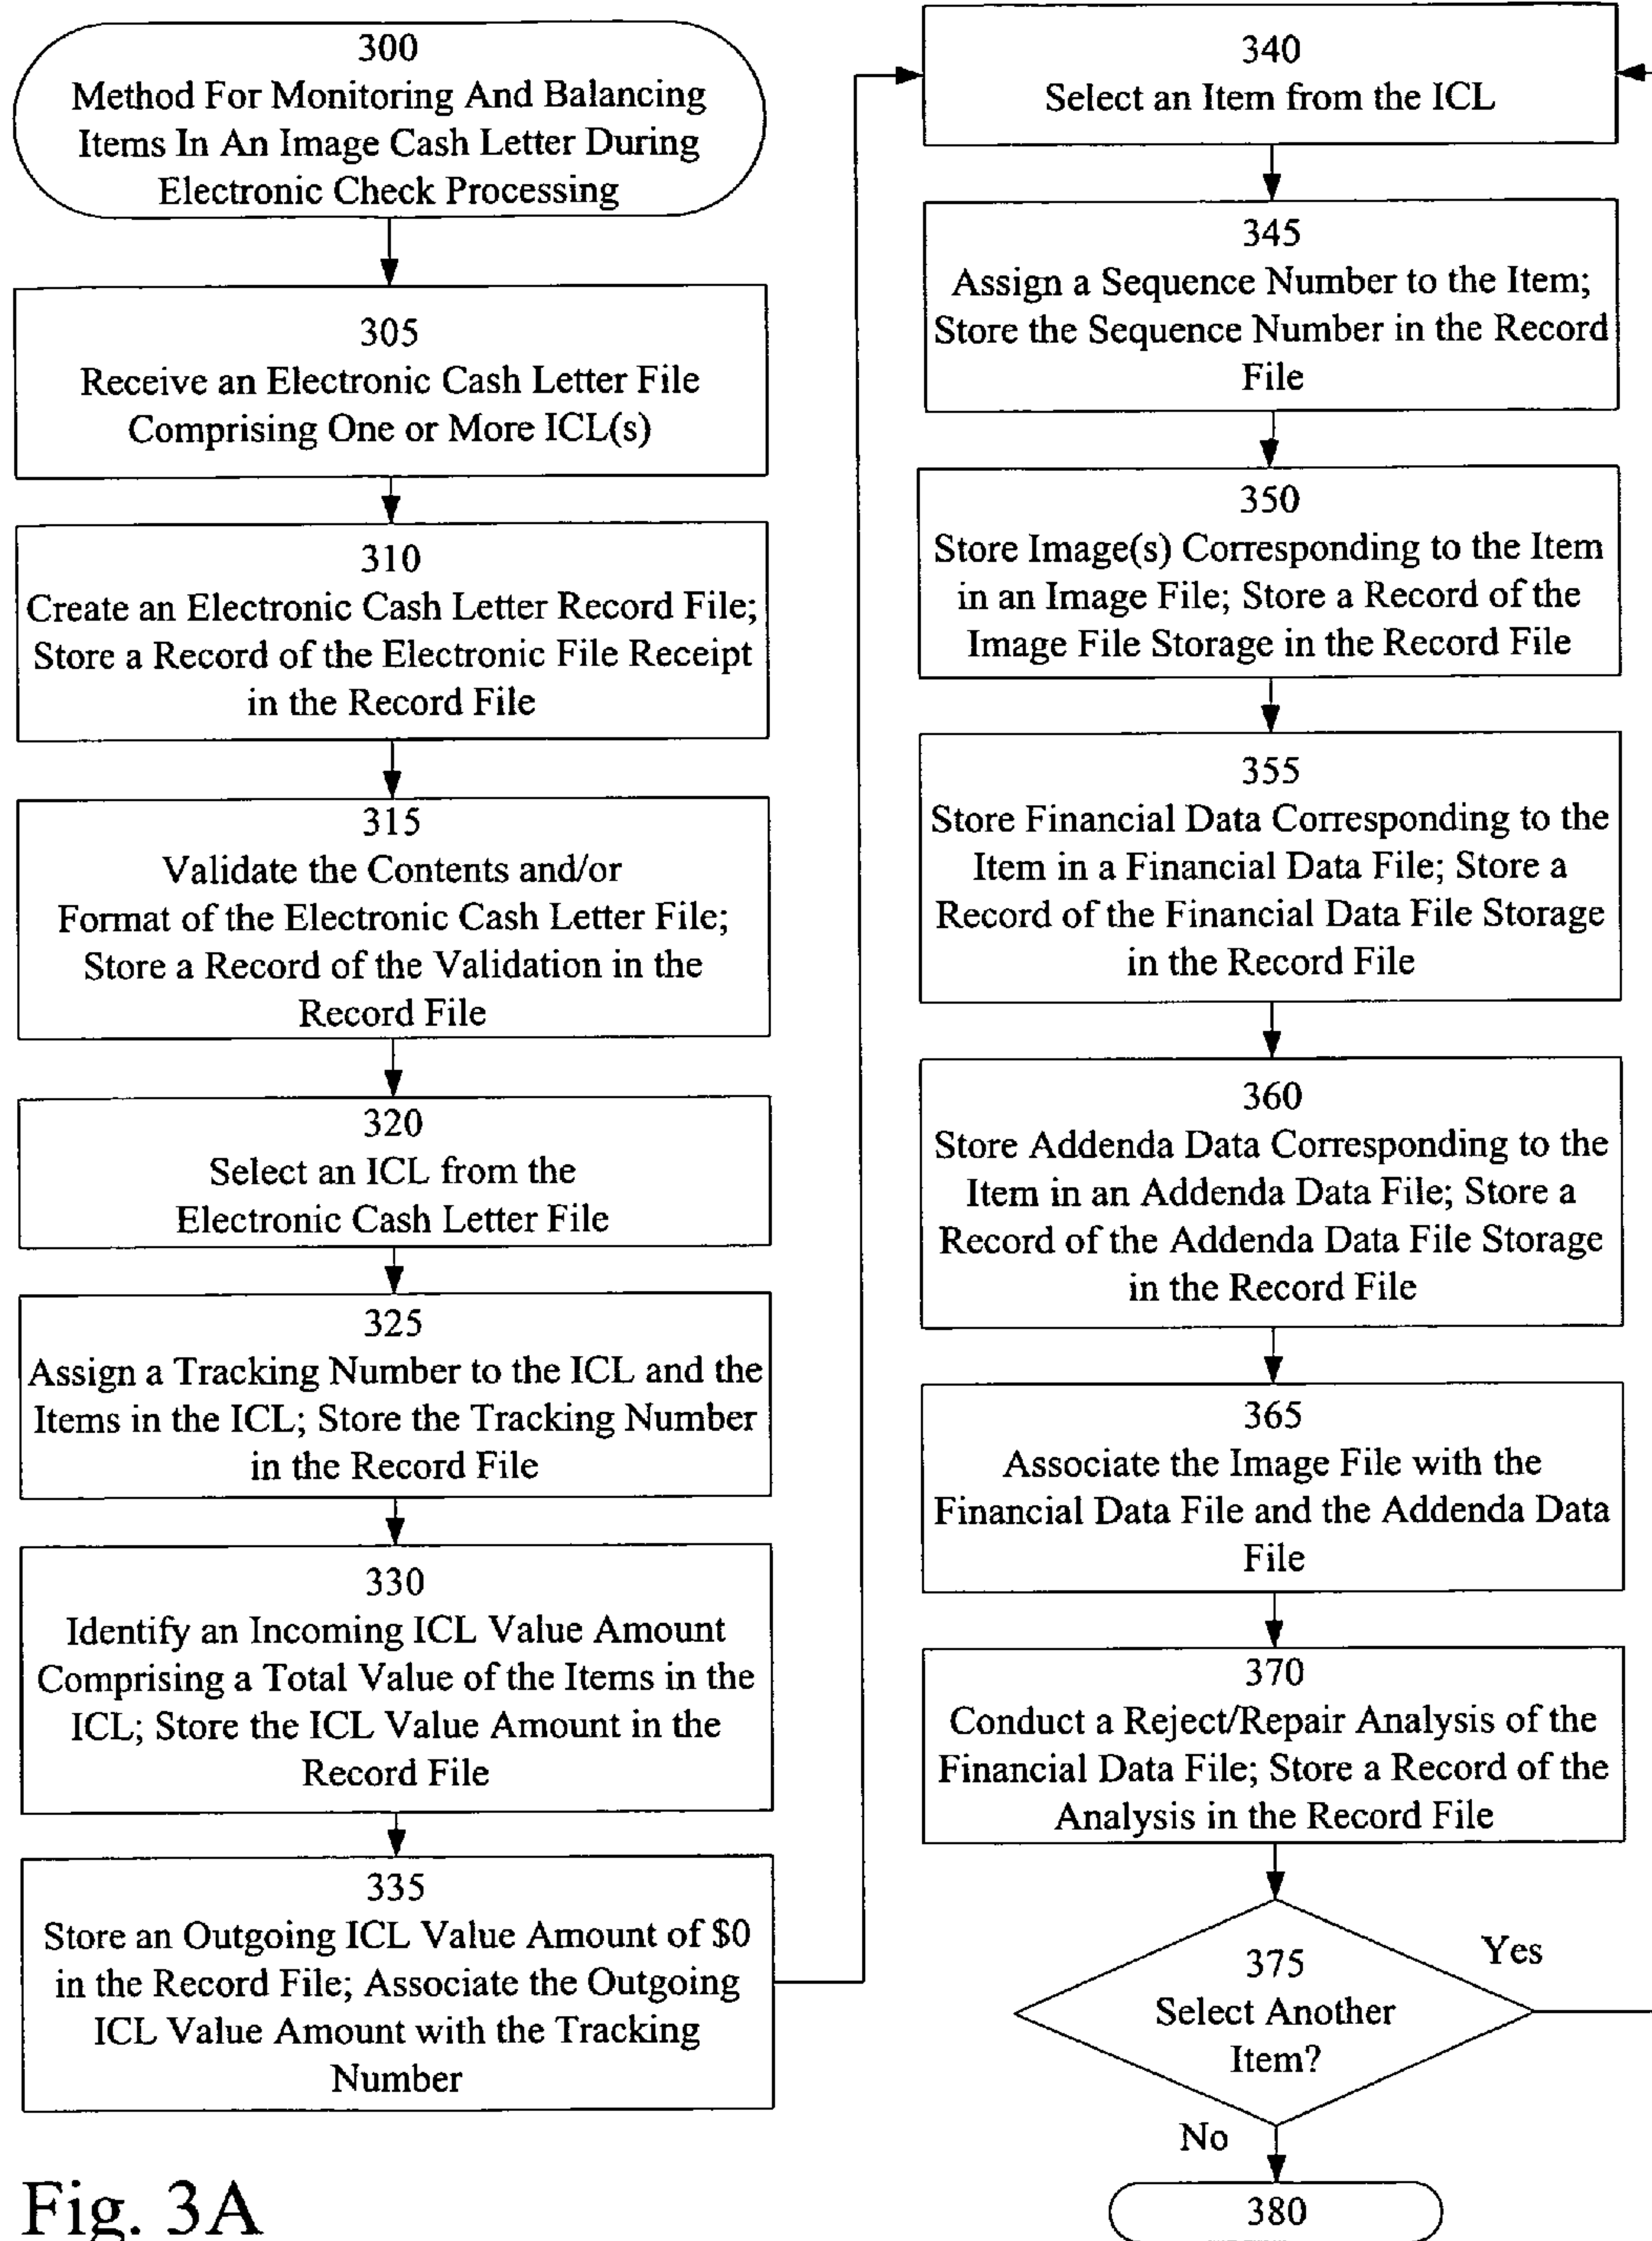 300
Method For Monitoring And Balancing
Items In An Image Cash Letter During
Electronic Check Processing
305
Receive an Electronic Cash Letter File
Comprising One or More ICL(s)
310
Create an Electronic Cash Letter Record File;
Store a Record of the Electronic File Receipt
in the Record File
315
Validate the Contents and/or
Format of the Electronic Cash Letter File;
Store a Record of the Validation in the
Record File
320
Select an ICL from the
Electronic Cash Letter File
325
Assign a Tracking Number to the ICL and the
Items in the ICL; Store the Tracking Number
in the Record File
330
Identify an Incoming ICL Value Amount
Comprising a Total Value of the Items in the
ICL; Store the ICL Value Amount in the
Record File
335
Store an Outgoing ICL Value Amount of $0
in the Record File; Associate the Outgoing
ICL Value Amount with the Tracking
Number
340
Select an Item from the ICL
345
Assign a Sequence Number to the Item;
Store the Sequence Number in the Record
File
350
Store Image(s) Corresponding to the Item
in an Image File; Store a Record of the
Image File Storage in the Record File
355
Store Financial Data Corresponding to the
Item in a Financial Data File; Store a
Record of the Financial Data File Storage
in the Record File
360
Store Addenda Data Corresponding to the
Item in an Addenda Data File; Store a
Record of the Addenda Data File Storage
in the Record File
365
Associate the Image File with the
Financial Data File and the Addenda Data
File
370
Conduct a Reject/Repair Analysis of the
Financial Data File; Store a Record of the
Analysis in the Record File
375
Select Another
Item?
Yes
No
380
Fig. 3A